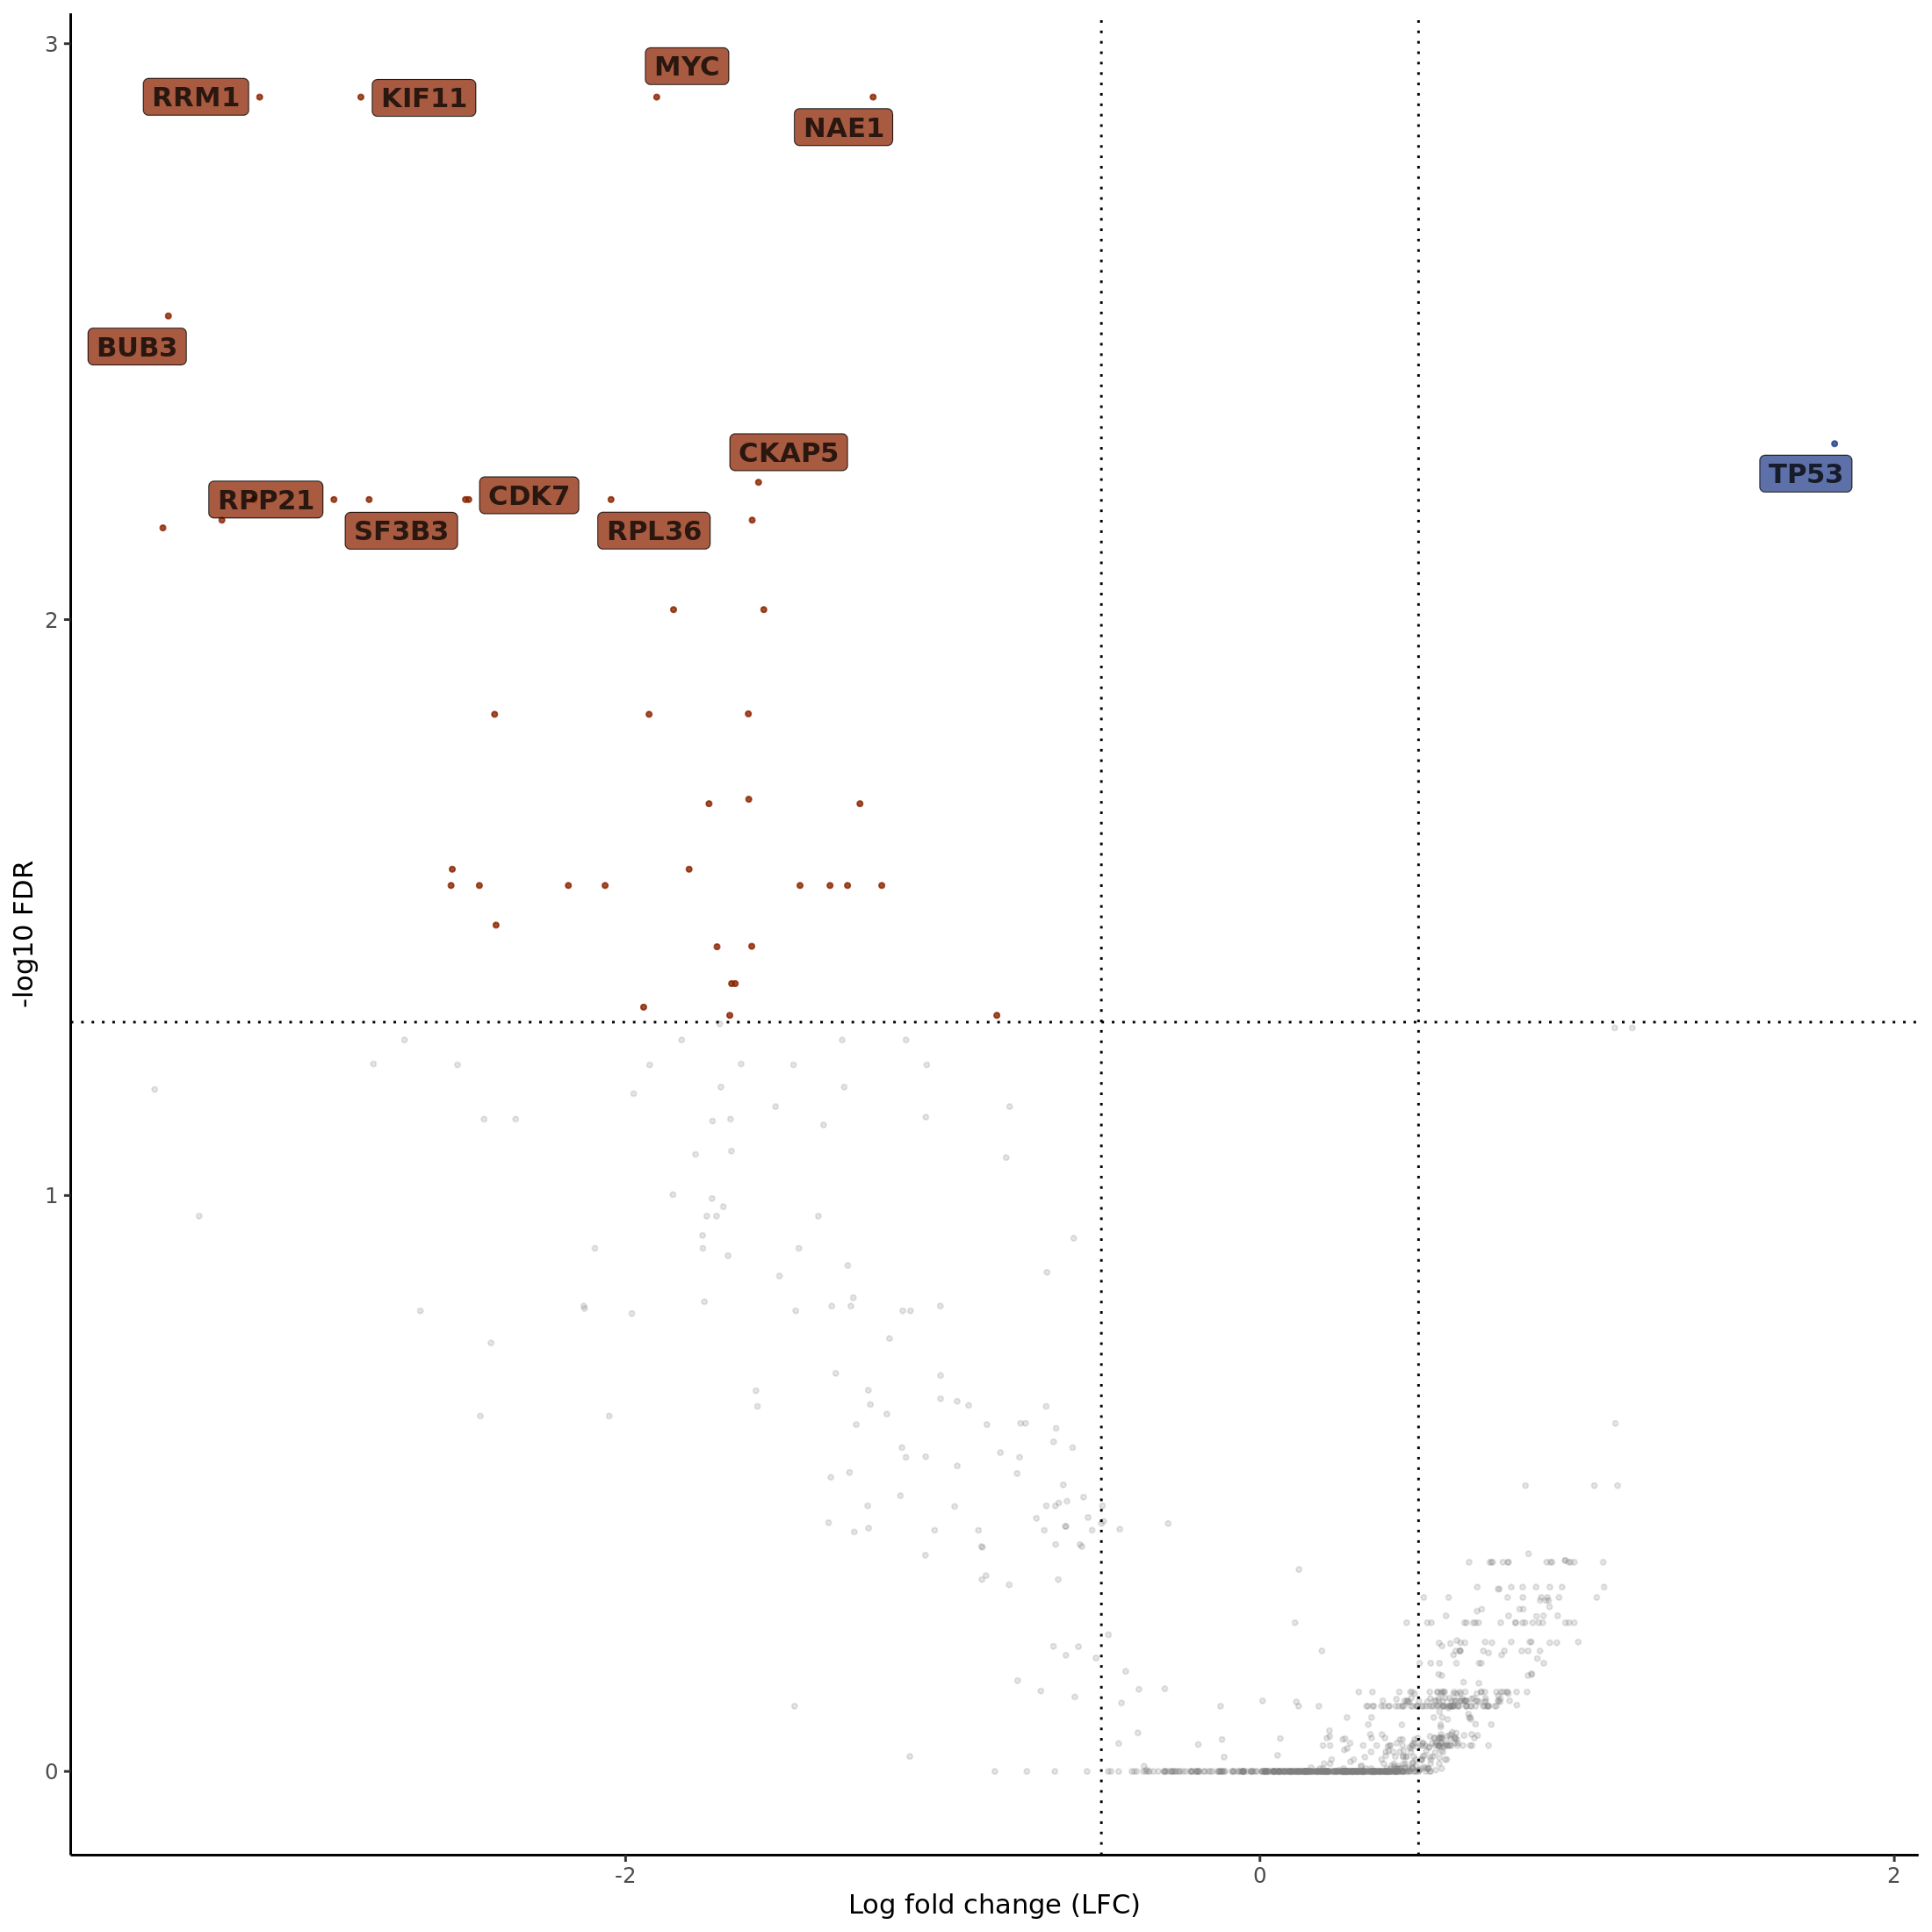 3
MYC
RRM1
KIF11
NAE1
BUB3
CKAP5
TP53
RPP21
CDK7
SF3B3
RPL36
2
-log10 FDR
1
0
-2
0
2
Log fold change (LFC)